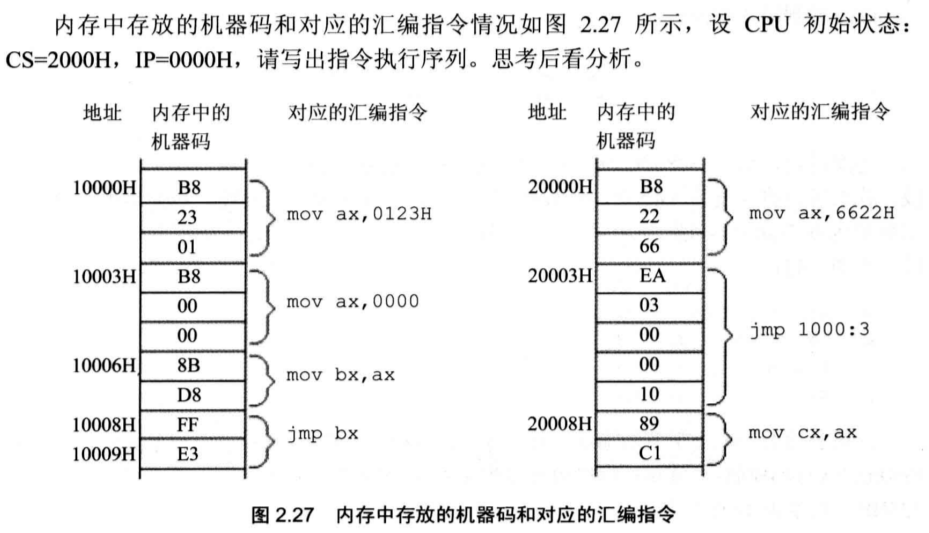 内存中存放的机器码和对应的汇编指令情况如图 2.27 所示，设 CPU 初始状态：
CS=2000H，IP=0000H，请写出指令执行序列。思考后看分析。
地址 内存中的 对应的汇编指令
机器码
10000H B8
23 mov ax,0123H
01
10003H B8
00 mov ax,0000
00
10006H 8B
mov bx,ax
D8
10008H FF
jmp bx
10009H E3
地址 内存中的 对应的汇编指令
机器码
20000H B8
22 mov ax,6622H
66
20003H EA
03
00 jmp 1000:3
00
10
20008H 89
mov cx,ax
C1
图 2.27 内存中存放的机器码和对应的汇编指令